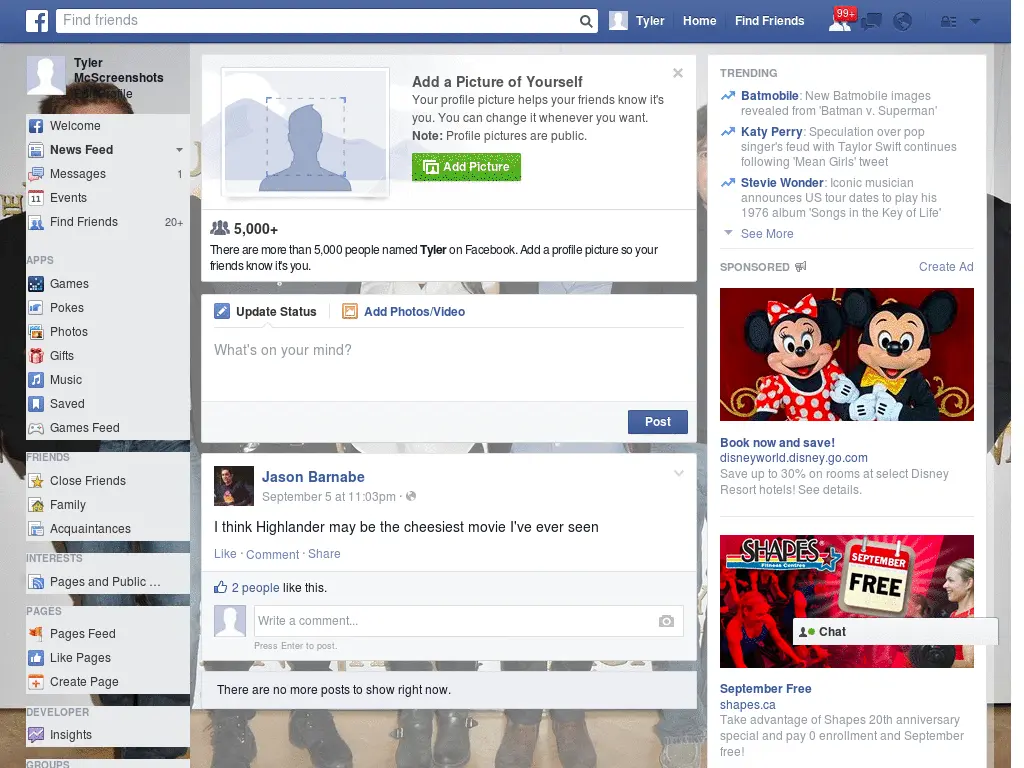 Find friends
Tyler
Home
Find Friends
99+
Tyler
McScreenshots
Edit Profile
Welcome
News Feed
Messages 1
Events
Find Friends 20+
APPS
Games
Pokes
Photos
Gifts
Music
Saved
Games Feed
FRIENDS
Close Friends
Family
Acquaintances
INTERESTS
Pages and Public ...
PAGES
Pages Feed
Like Pages
Create Page
DEVELOPER
Insights
GROUPS
Add a Picture of Yourself
Your profile picture helps your friends know it's
you. You can change it whenever you want.
Note: Profile pictures are public.
Add Picture
5,000+
There are more than 5,000 people named Tyler on Facebook. Add a profile picture so your
friends know it's you.
Update Status
Add Photos/Video
What's on your mind?
Post
Jason Barnabe
September 5 at 11:03pm ·
I think Highlander may be the cheesiest movie I've ever seen
Like · Comment · Share
2 people like this.
Write a comment...
Press Enter to post.
There are no more posts to show right now.
TRENDING
Batmobile: New Batmobile images
revealed from 'Batman v. Superman'
Katy Perry: Speculation over pop
singer's feud with Taylor Swift continues
following 'Mean Girls' tweet
Stevie Wonder: Iconic musician
announces US tour dates to play his
1976 album 'Songs in the Key of Life'
See More
SPONSORED
Create Ad
Book now and save!
disneyworld.disney.go.com
Save up to 30% on rooms at select Disney
Resort hotels! See details.
SHAPES
Fitness Centres
SEPTEMBER
FREE
Chat
September Free
shapes.ca
Take advantage of Shapes 20th anniversary
special and pay 0 enrollment and September
free!